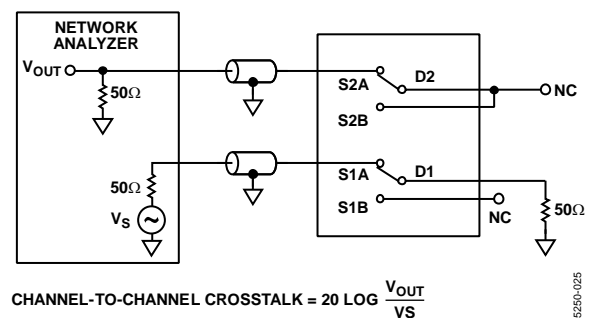 NETWORK
ANALYZER
VOUT
50Ω
50Ω
VS
S2A
D2
S2B
NC
S1A
D1
S1B
NC
50Ω
CHANNEL-TO-CHANNEL CROSSTALK = 20 LOG VOUT
VS
5250-025